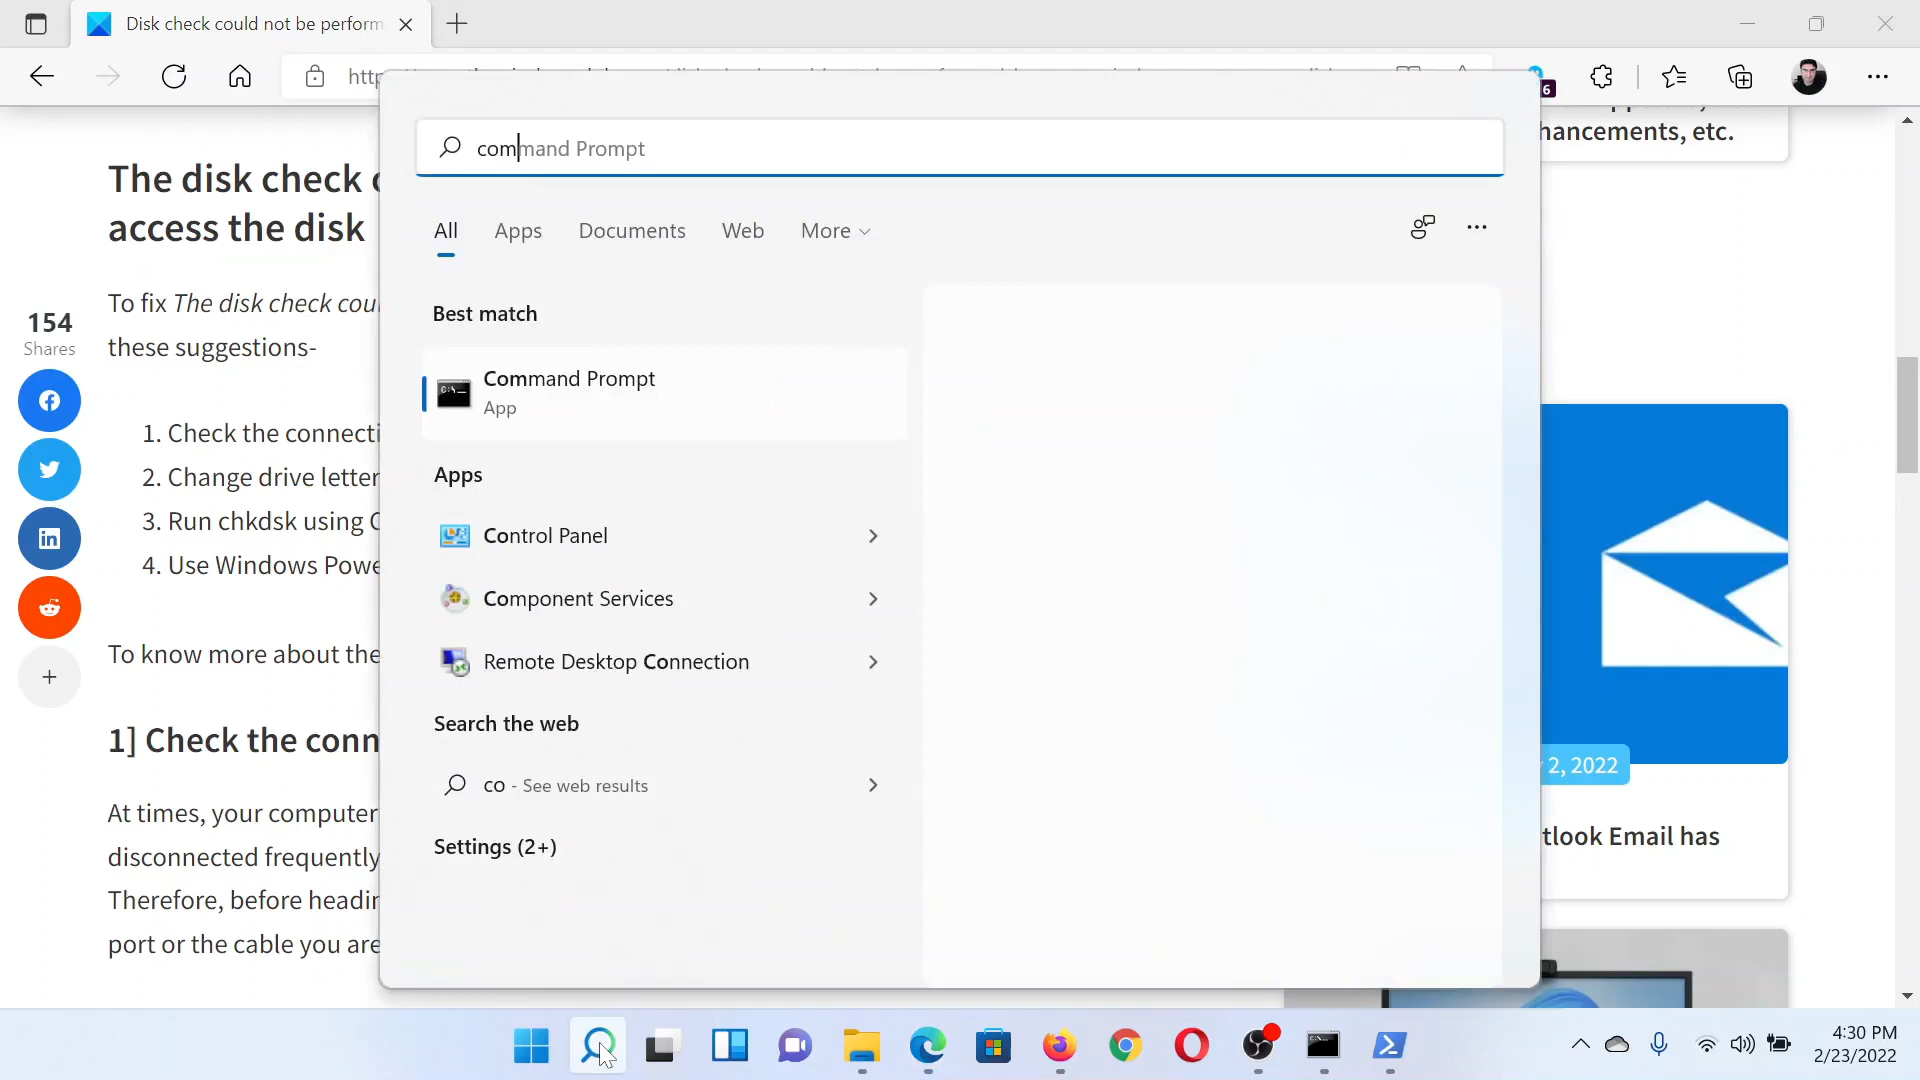 Disk check could not be perform
http
6
command Prompt
hancements, etc.
The disk check c
access the disk
All
Apps
Documents
Web
More
To fix The disk check coul
these suggestions-
154
Shares
Best match
Command Prompt
App
1. Check the connecti
2. Change drive letter
3. Run chkdsk using C
4. Use Windows Powe
Apps
Control Panel
Component Services
Remote Desktop Connection
To know more about the
Search the web
co - See web results
Settings (2+)
1] Check the conn
At times, your computer
disconnected frequently
Therefore, before headin
port or the cable you are
2, 2022
tlook Email has
4:30 PM
2/23/2022